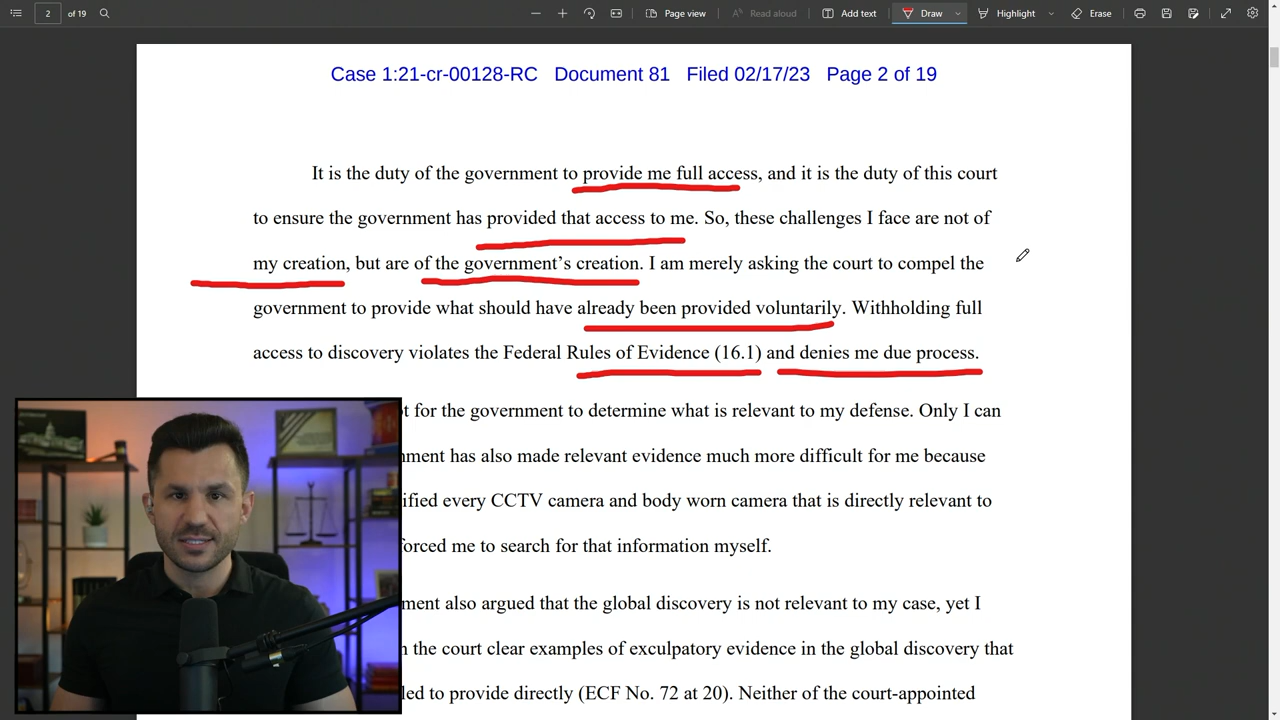 2 of 19 Page view Read aloud Add text Draw Highlight Erase
Case 1:21-cr-00128-RC Document 81 Filed 02/17/23 Page 2 of 19
It is the duty of the government to provide me full access, and it is the duty of this court
to ensure the government has provided that access to me. So, these challenges I face are not of
my creation, but are of the government’s creation. I am merely asking the court to compel the
government to provide what should have already been provided voluntarily. Withholding full
access to discovery violates the Federal Rules of Evidence (16.1) and denies me due process.
for the government to determine what is relevant to my defense. Only I can
has also made relevant evidence much more difficult for me because
every CCTV camera and body worn camera that is directly relevant to
forced me to search for that information myself.
also argued that the global discovery is not relevant to my case, yet I
the court clear examples of exculpatory evidence in the global discovery that
to provide directly (ECF No. 72 at 20). Neither of the court-appointed